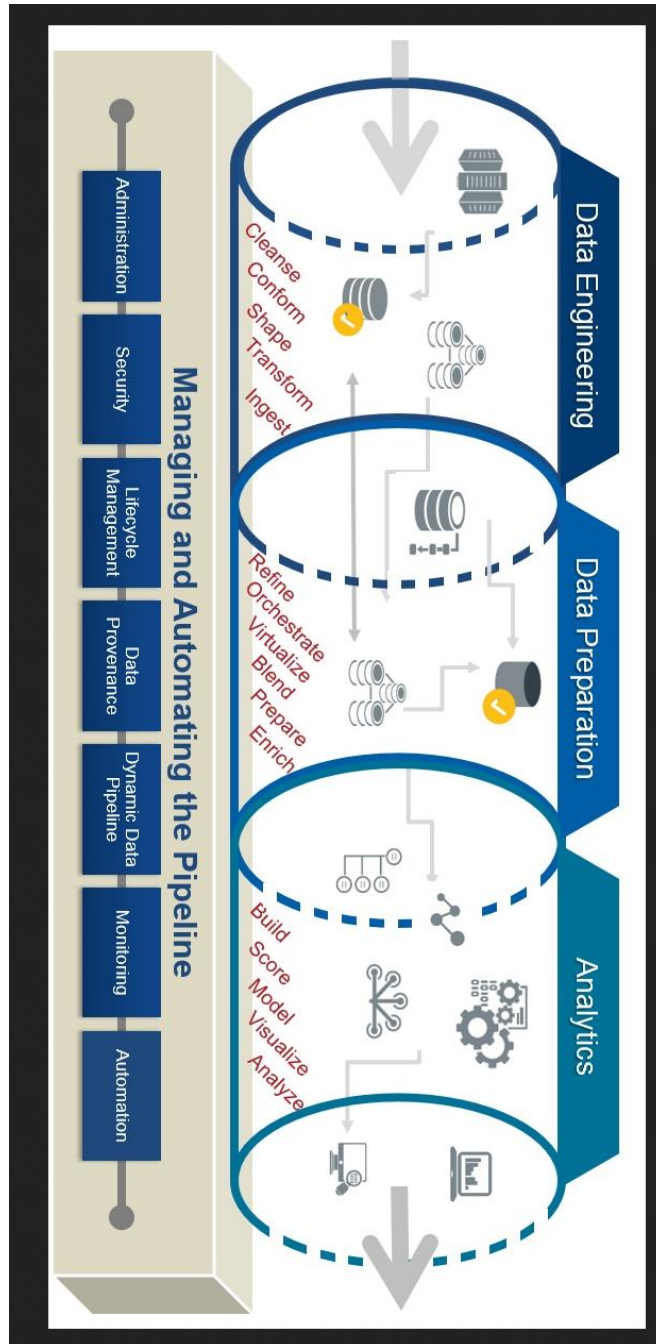 Data Engineering
Data Preparation
Analytics
Cleanse
Conform
Shape
Transform
Ingest
Refine
Orchestrate
Virtualize
Blend
Prepare
Enrich
Build
Score
Model
Visualize
Analyze
Managing and Automating the Pipeline
Administration
Security
Lifecycle
Management
Data
Provenance
Dynamic Data
Pipeline
Monitoring
Automation